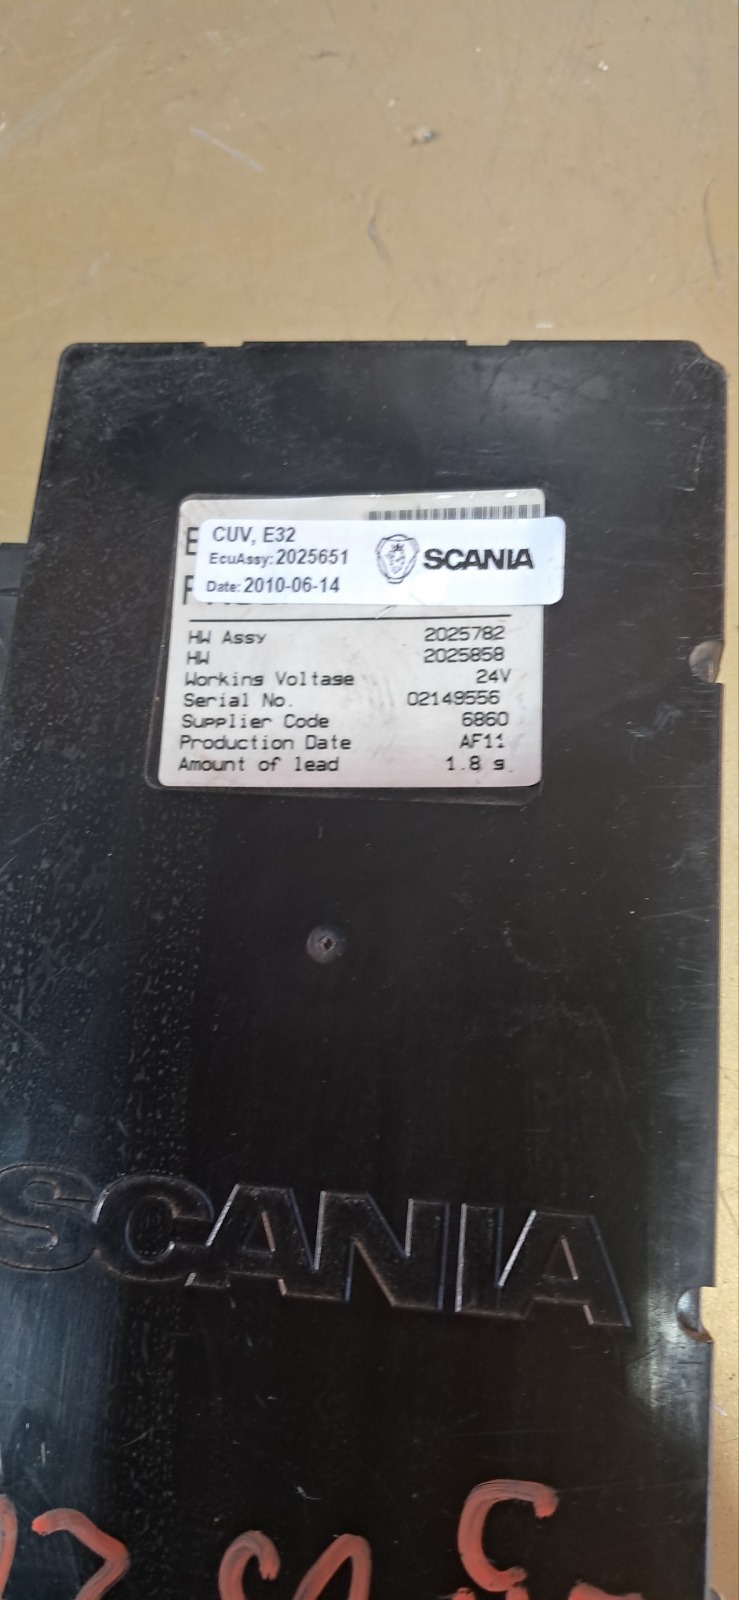 CUV, E32
EcuAssy: 2025651
Date: 2010-06-14
SCANIA
HW Assy 2025782
HW 2025858
Working Voltage 24V
Serial No. 02149556
Supplier Code 6860
Production Date AF11
Amount of lead 1.8 g
SCANIA